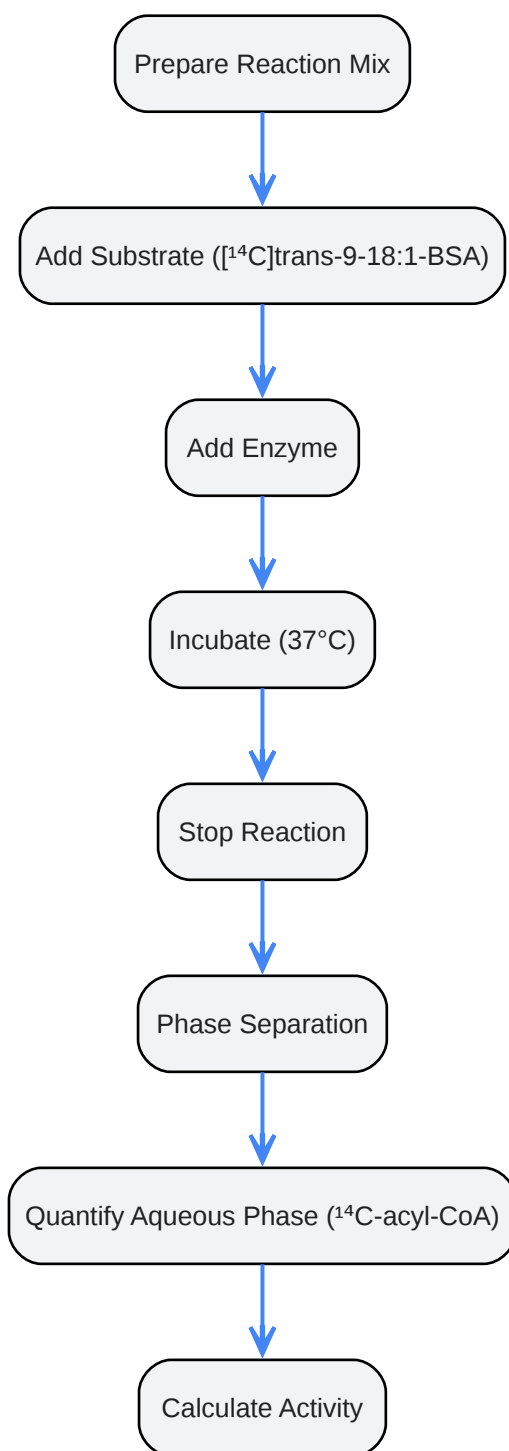 Prepare Reaction Mix
Add Substrate ([¹⁴C]trans-9-18:1-BSA)
Add Enzyme
Incubate (37°C)
Stop Reaction
Phase Separation
Quantify Aqueous Phase (¹⁴C-acyl-CoA)
Calculate Activity